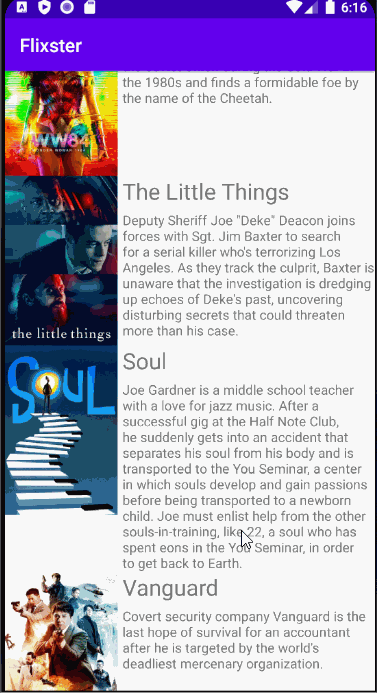 6:16
Flixster
the 1980s and finds a formidable foe by
the name of the Cheetah.
WW84
WONDER WOMAN 1984
The Little Things
Deputy Sheriff Joe "Deke" Deacon joins
forces with Sgt. Jim Baxter to search
for a serial killer who's terrorizing Los
Angeles. As they track the culprit, Baxter is
unaware that the investigation is dredging
up echoes of Deke's past, uncovering
disturbing secrets that could threaten
more than his case.
the little things
Soul
SOUL
Joe Gardner is a middle school teacher
with a love for jazz music. After a
successful gig at the Half Note Club,
he suddenly gets into an accident that
separates his soul from his body and is
transported to the You Seminar, a center
in which souls develop and gain passions
before being transported to a newborn
child. Joe must enlist help from the other
souls-in-training, like 22, a soul who has
spent eons in the You Seminar, in order
to get back to Earth.
Vanguard
Covert security company Vanguard is the
last hope of survival for an accountant
after he is targeted by the world's
deadliest mercenary organization.